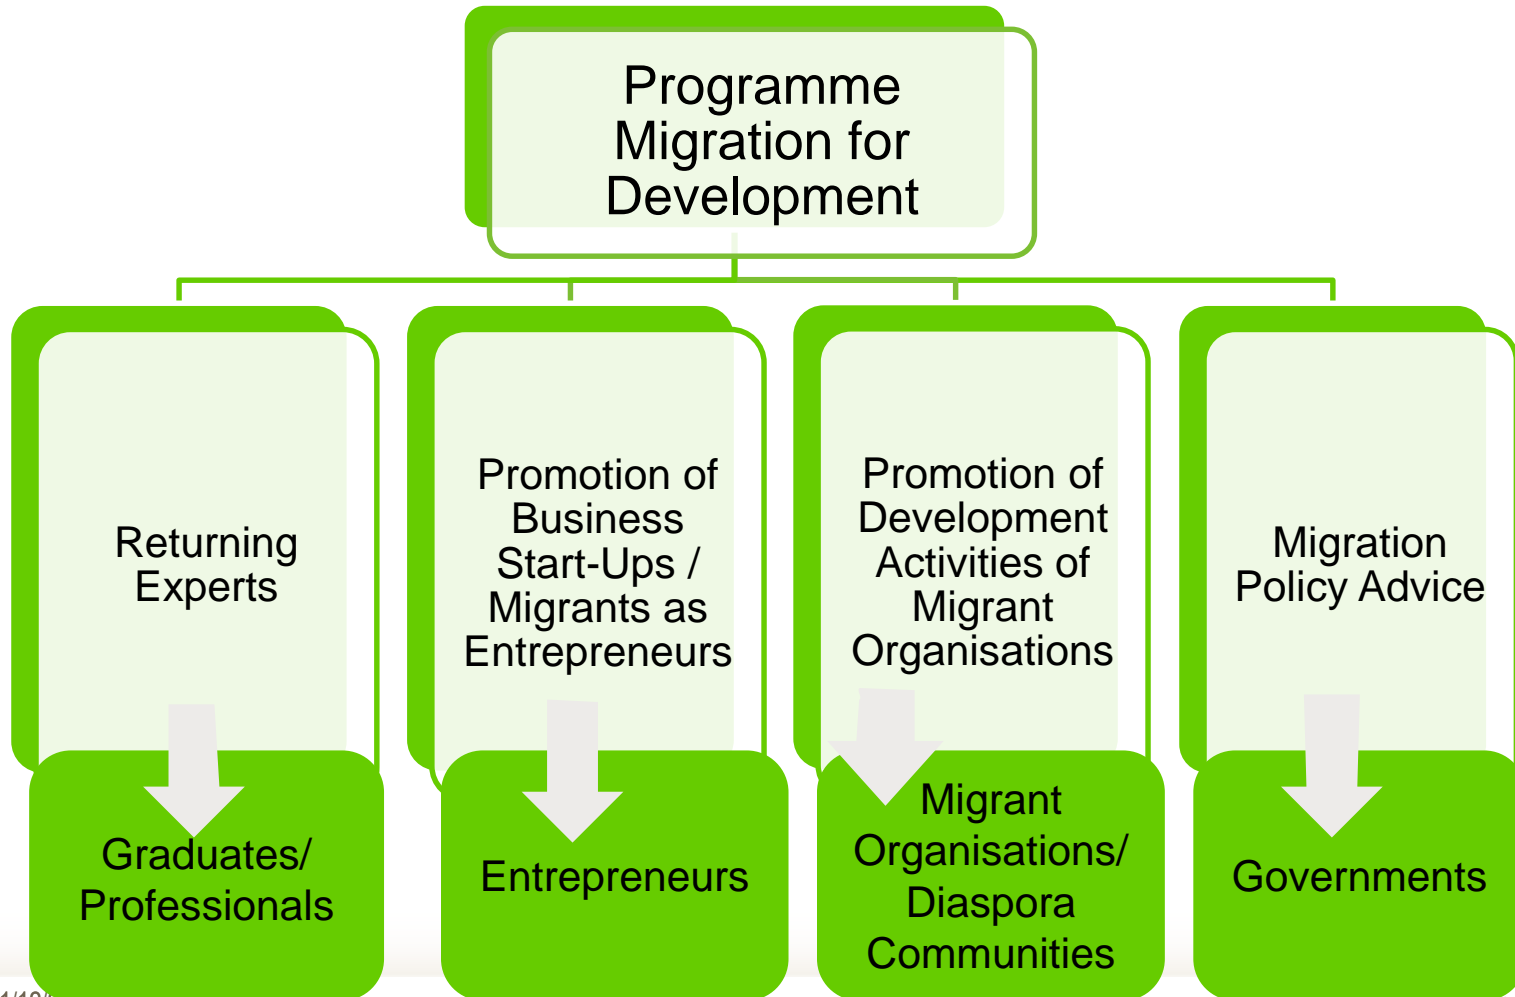 Programme
Migration for
Development
Returning
Experts
Promotion of
Business
Start-Ups /
Migrants as
Entrepreneurs
Promotion of
Development
Activities of
Migrant
Organisations
Migration
Policy Advice
Graduates/
Professionals
Entrepreneurs
Migrant
Organisations/
Diaspora
Communities
Governments